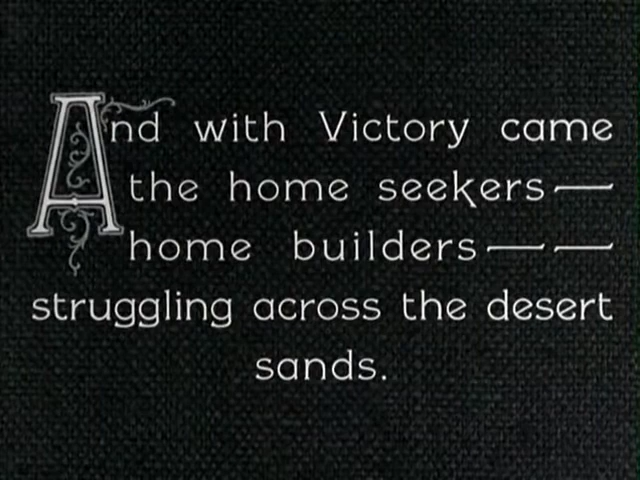 And with Victory came
the home seekers —
home builders — —
struggling across the desert
sands.